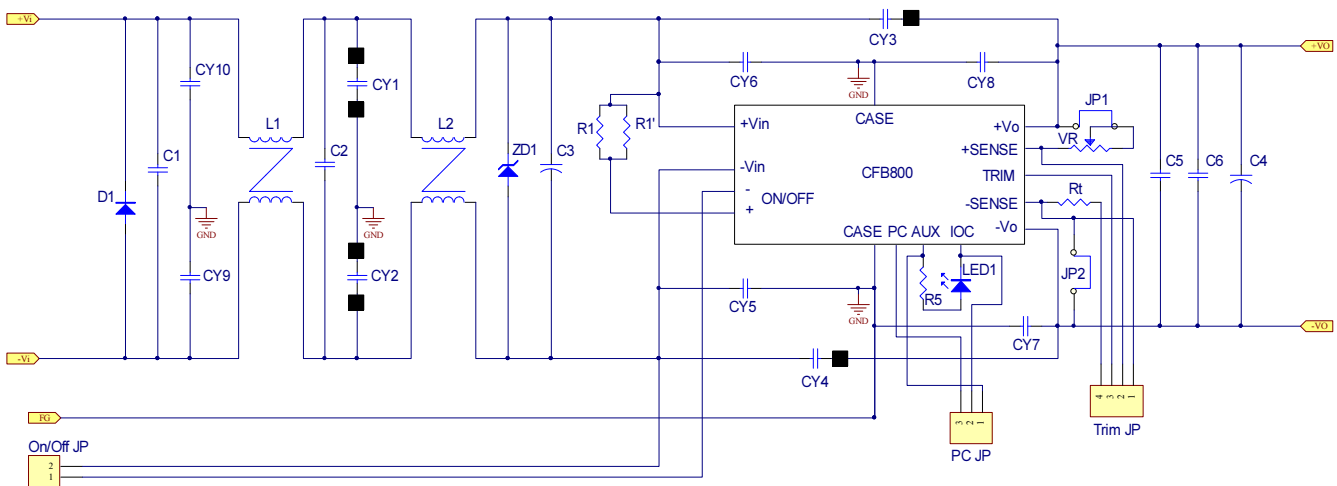 +Vi
CY3
+VO
CY10
CY1
CY6
GND
CY8
L1
L2
R1
R1'
JP1
+Vin
CASE
+Vo
VR
C1
C2
ZD1
C3
+SENSE
C5
C6
C4
-Vin
CFB800
TRIM
D1
-
ON/OFF
+
-SENSE
Rt
GND
GND
CASE
PC
AUX
IOC
-Vo
CY9
CY2
LED1
JP2
CY5
GND
R5
-VO
CY7
-Vi
CY4
4
3
2
1
FG
3
2
1
Trim JP
On/Off JP
PC JP
2
1